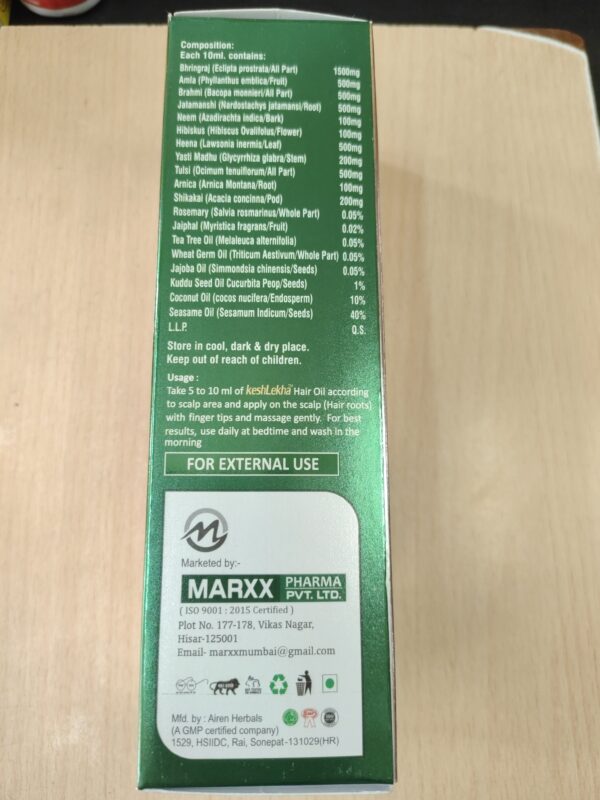 Composition:
Each 10ml. contains:
Bhringraj (Eclipta prostrata/All Part) 1500mg
Amla (Phyllanthus emblica/Fruit) 500mg
Brahmi (Bacopa monnieri/All Part) 500mg
Jatamanshi (Nardostachys jatamansi/Root) 500mg
Neem (Azadirachta indica/Bark) 100mg
Hibiskus (Hibiscus Ovalifolus/Flower) 100mg
Heena (Lawsonia inermis/Leaf) 500mg
Yasti Madhu (Glycyrrhiza glabra/Stem) 200mg
Tulsi (Ocimum tenuiflorum/All Part) 500mg
Arnica (Arnica Montana/Root) 100mg
Shikakai (Acacia concinna/Pod) 200mg
Rosemary (Salvia rosmarinus/Whole Part) 0.05%
Jaiphal (Myristica fragrans/Fruit) 0.02%
Tea Tree Oil (Melaleuca alternifolia) 0.05%
Wheat Germ Oil (Triticum Aestivum/Whole Part) 0.05%
Jajoba Oil (Simmondsia chinensis/Seeds) 0.05%
Kuddu Seed Oil Cucurbita Peop/Seeds) 1%
Coconut Oil (cocos nucifera/Endosperm) 10%
Seasame Oil (Sesamum Indicum/Seeds) 40%
L.L.P. Q.S.
Store in cool, dark & dry place.
Keep out of reach of children.
Usage :
Take 5 to 10 ml of keshLekha Hair Oil according
to scalp area and apply on the scalp (Hair roots)
with finger tips and massage gently. For best
results, use daily at bedtime and wash in the
morning
FOR EXTERNAL USE
Marketed by:-
MARXX PHARMA
PVT. LTD.
( ISO 9001 : 2015 Certified )
Plot No. 177-178, Vikas Nagar,
Hisar-125001
Email- marxxmumbai@gmail.com
Mfd. by : Airen Herbals
(A GMP certified company)
1529, HSIIDC, Rai, Sonepat-131029(HR)